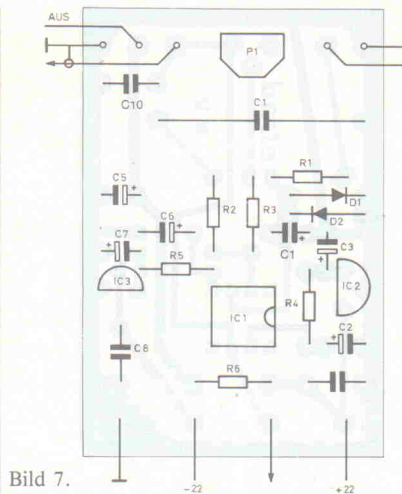 AUS
P1
C10
C1
R1
D1
C5
D2
C6
R2
R3
C7
C1
C3
R5
IC3
IC2
R4
IC1
C2
C8
R6
Bild 7.
-22
+22